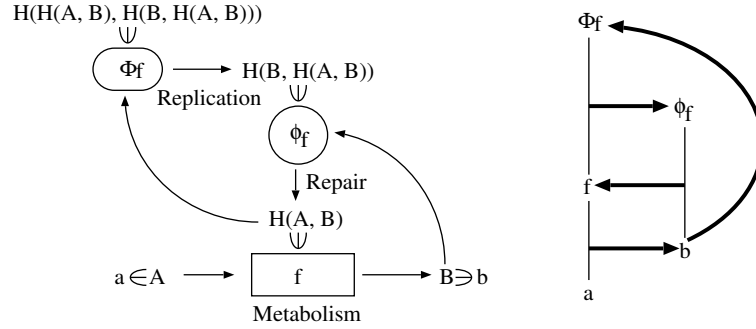 H(H(A, B), H(B, H(A, B)))
Φf
Replication
H(B, H(A, B))
ϕf
Repair
H(A, B)
a ∈ A
f
B ∋ b
Metabolism
Φf
ϕf
f
b
a